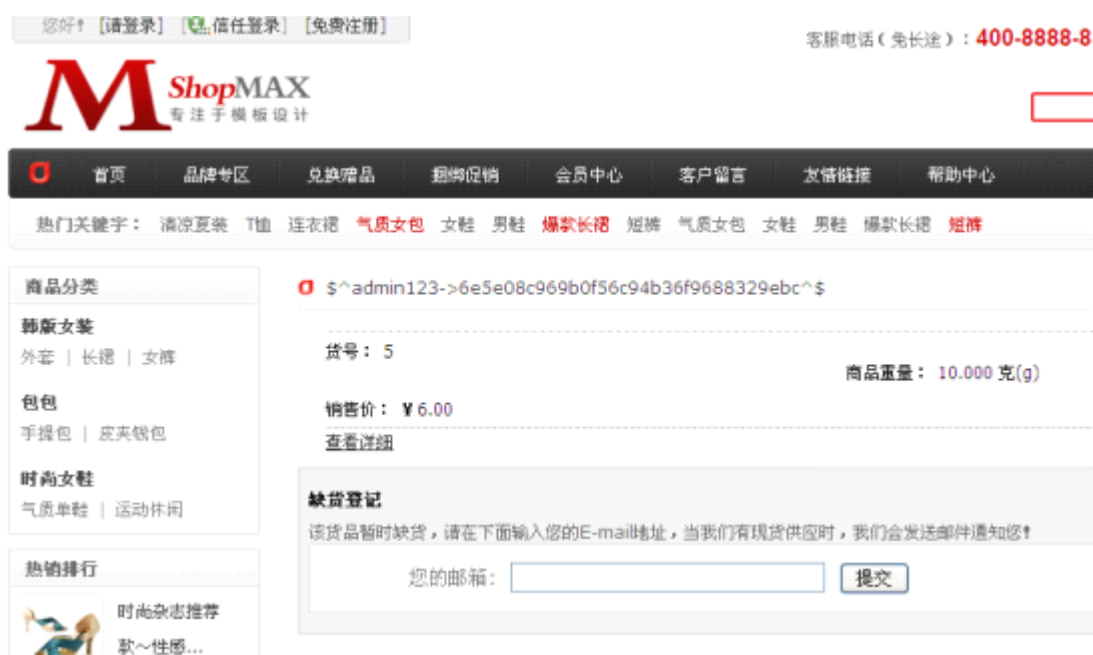 您好! [请登录] [信任登录] [免费注册]
客服电话(免长途):400-8888-8
M ShopMAX
专注于模板设计
首页 品牌专区 兑换赠品 捆绑促销 会员中心 客户留言 友情链接 帮助中心
热门关键字: 清凉夏装 T恤 连衣裙 气质女包 女鞋 男鞋 爆款长裙 短裤 气质女包 女鞋 男鞋 爆款长裙 短裤
商品分类
韩版女装
外套 | 长裙 | 女裤
包包
手提包 | 皮夹钱包
时尚女鞋
气质单鞋 | 运动休闲
热销排行
时尚杂志推荐
款～性感...
$^admin123->6e5e08c969b0f56c94b36f9688329ebc^$
货号: 5
商品重量: 10.000 克(g)
销售价: ¥6.00
查看详细
缺货登记
该货品暂时缺货,请在下面输入您的E-mail地址,当我们有现货供应时,我们会发送邮件通知您!
您的邮箱:
提交